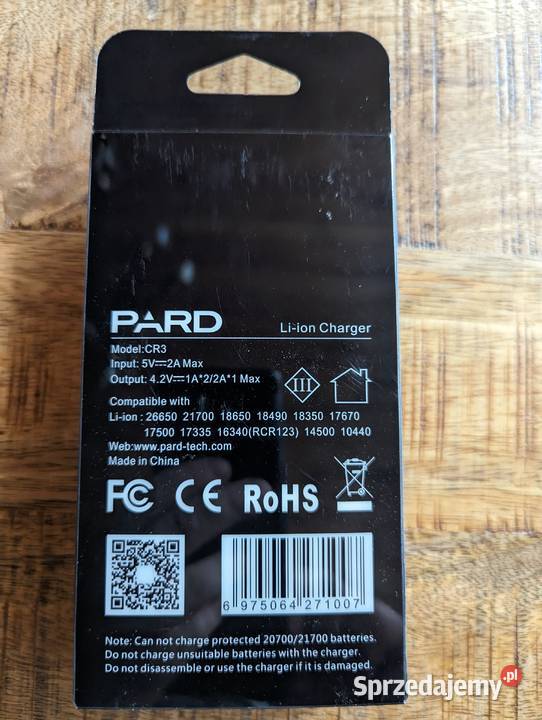 PARD
Li-ion Charger
Model:CR3
Input: 5V⎓2A Max
Output: 4.2V⎓1A*2/2A*1 Max
III
Compatible with
Li-ion : 26650 21700 18650 18490 18350 17670
17500 17335 16340(RCR123) 14500 10440
Web:www.pard-tech.com
Made in China
FC CE RoHS
6 975064 271007
Note: Can not charge protected 20700/21700 batteries.
Do not charge unsuitable batteries with the charger.
Do not disassemble or use the charger if it is damaged.
Sprzedajemy.pl